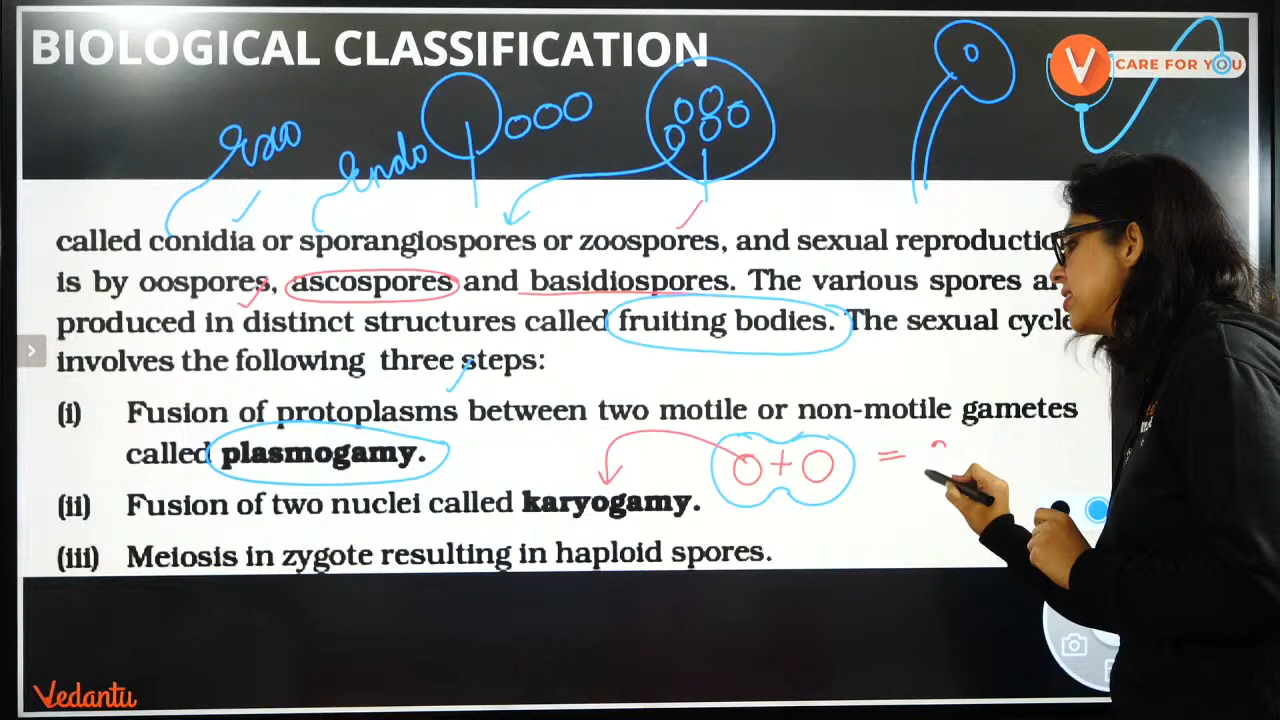 BIOLOGICAL CLASSIFICATION
V CARE FOR YOU
Exo
Endo
called conidia or sporangiospores or zoospores, and sexual reproductio
is by oospores, ascospores and basidiospores. The various spores a
produced in distinct structures called fruiting bodies. The sexual cycle
involves the following three steps:
(i) Fusion of protoplasms between two motile or non-motile gametes
called plasmogamy.
+ =
(ii) Fusion of two nuclei called karyogamy.
(iii) Meiosis in zygote resulting in haploid spores.
Vedantu